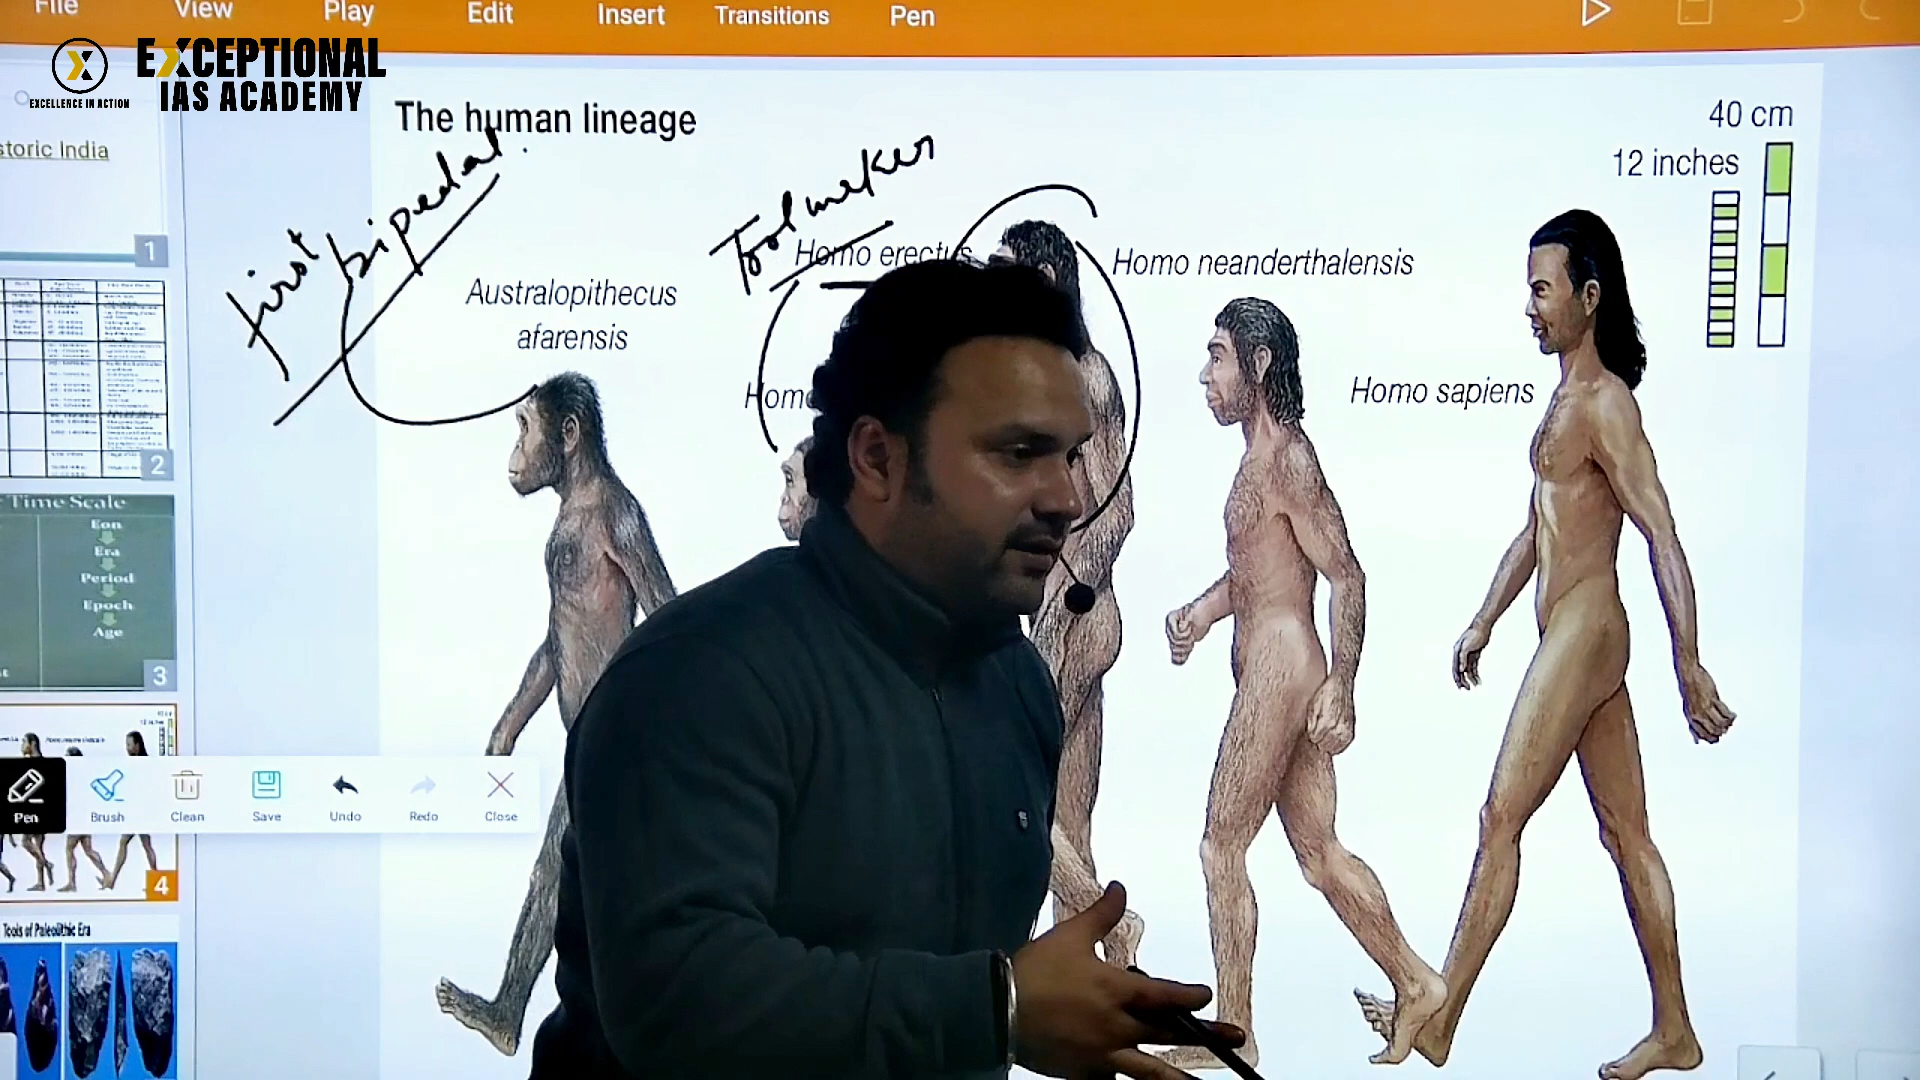 File View Play Edit Insert Transitions Pen
EXCEPTIONAL
IAS ACADEMY
EXCELLENCE IN ACTION
storic India
1
2
Time Scale
Eon
Era
Period
Epoch
Age
3
4
Tools of Paleolithic Era
The human lineage
40 cm
12 inches
first bipedal.
Toolmaker
Homo erectus
Homo neanderthalensis
Australopithecus
afarensis
Homo
Homo sapiens
Pen Brush Clean Save Undo Redo Close